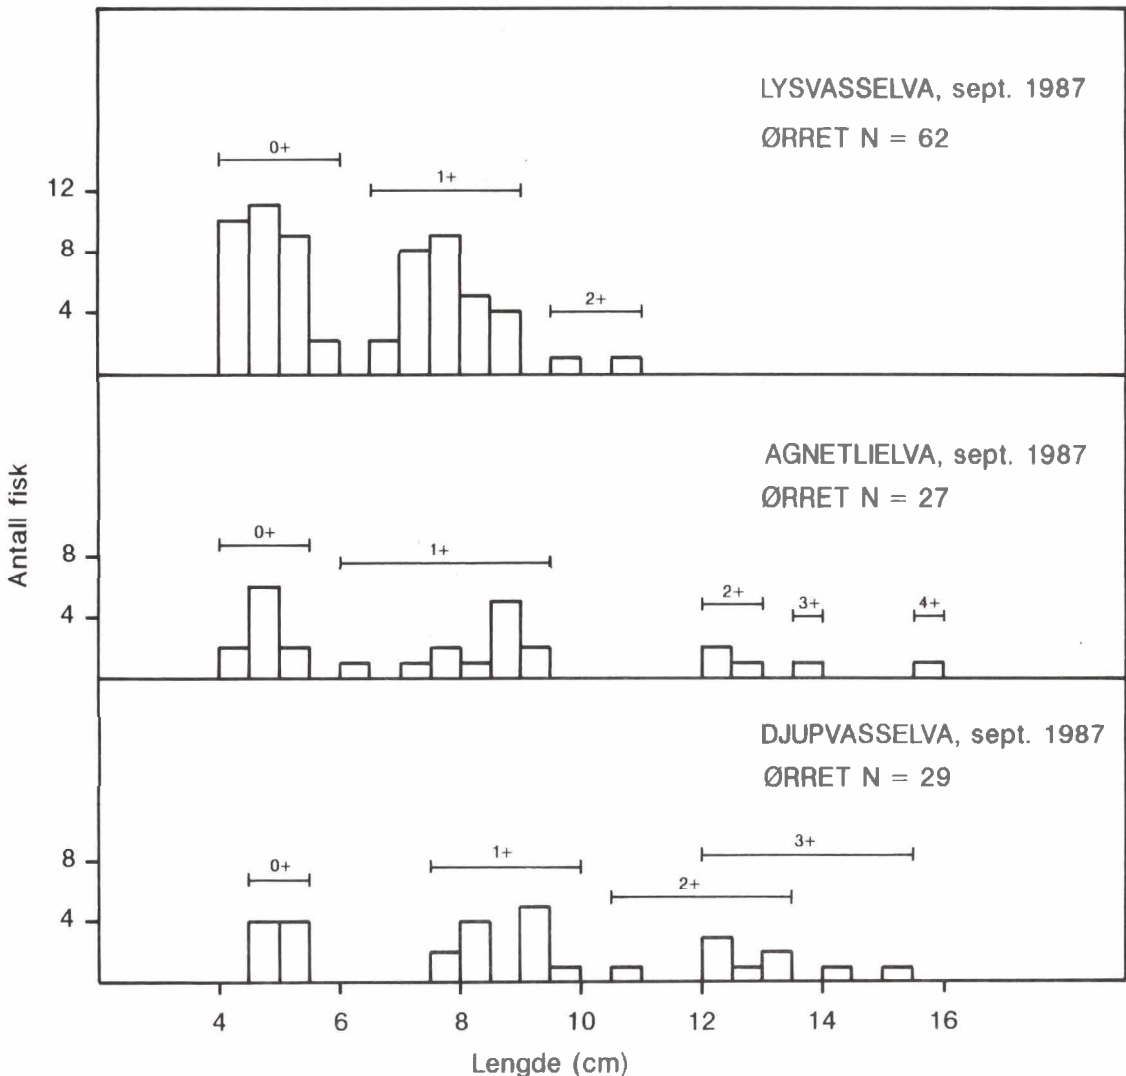 LYSVASSELVA, sept. 1987
ØRRET N = 62
0+
1+
2+
12
8
4
AGNETLIELVA, sept. 1987
ØRRET N = 27
0+
1+
2+
3+
4+
8
4
Antall fisk
DJUPVASSELVA, sept. 1987
ØRRET N = 29
0+
1+
2+
3+
8
4
4 6 8 10 12 14 16
Lengde (cm)